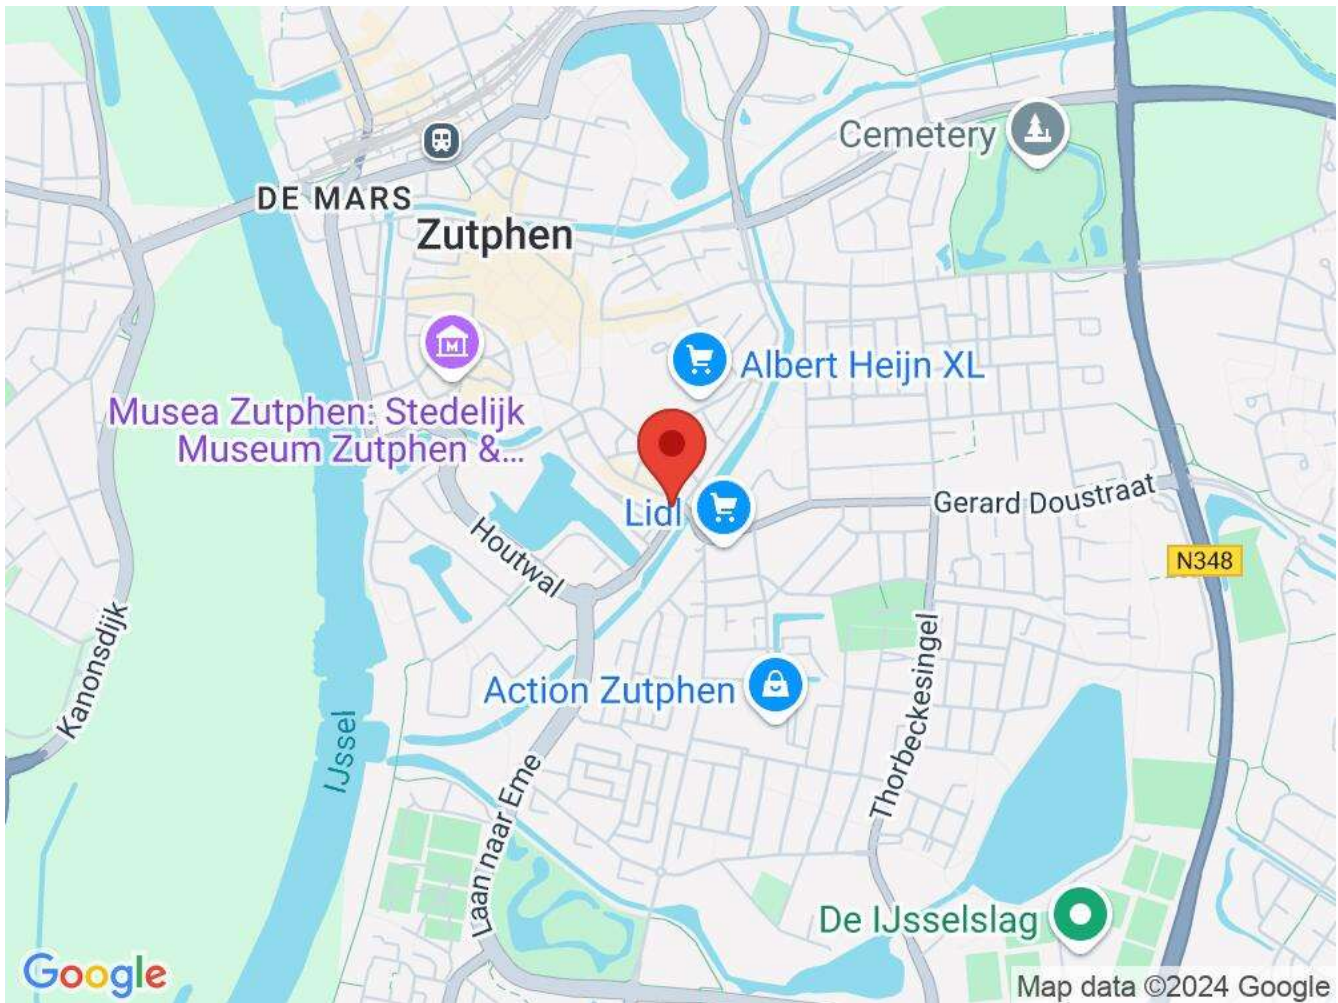 Cemetery
DE MARS
Zutphen
Albert Heijn XL
Musea Zutphen: Stedelijk
Museum Zutphen &...
Lidl
Gerard Doustraat
Houtwal
N348
Kanonsdijk
Thorbeckesingel
Action Zutphen
IJssel
Laan naar Eme
De IJsselslag
Google
Map data ©2024 Google